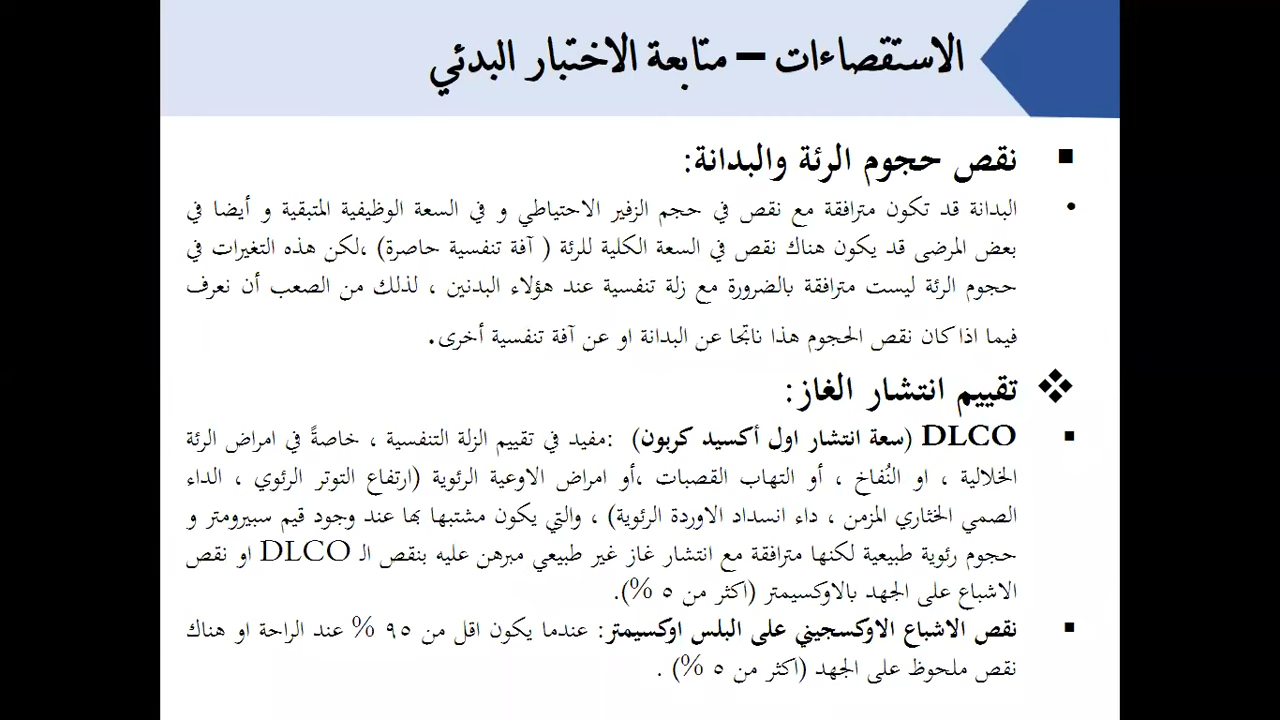 الاستقصاءات – متابعة الاختبار البدئي
▪ نقص حجوم الرئة والبدانة:
• البدانة قد تكون مترافقة مع نقص في حجم الزفير الاحتياطي و في السعة الوظيفية المتبقية و أيضا في
بعض المرضى قد يكون هناك نقص في السعة الكلية للرئة ( آفة تنفسية حاصرة) ،لكن هذه التغيرات في
حجوم الرئة ليست مترافقة بالضرورة مع زلة تنفسية عند هؤلاء البدنين ، لذلك من الصعب أن نعرف
فيما اذا كان نقص الحجوم هذا ناتجا عن البدانة او عن آفة تنفسية أخرى.
❖ تقييم انتشار الغاز:
▪ DLCO (سعة انتشار اول أكسيد كربون) :مفيد في تقييم الزلة التنفسية ، خاصةً في امراض الرئة
الخلالية ، او النُفاخ ، أو التهاب القصبات ،أو امراض الاوعية الرئوية (ارتفاع التوتر الرئوي ، الداء
الصمي الخثاري المزمن ، داء انسداد الاوردة الرئوية) ، والتي يكون مشتبها بها عند وجود قيم سبيرومتر و
حجوم رئوية طبيعية لكنها مترافقة مع انتشار غاز غير طبيعي مبرهن عليه بنقص الـ DLCO او نقص
الاشباع على الجهد بالاوكسيمتر (اكثر من ٥ %).
▪ نقص الاشباع الاوكسجيني على البلس اوكسيمتر: عندما يكون اقل من ٩٥ % عند الراحة او هناك
نقص ملحوظ على الجهد (اكثر من ٥ %) .